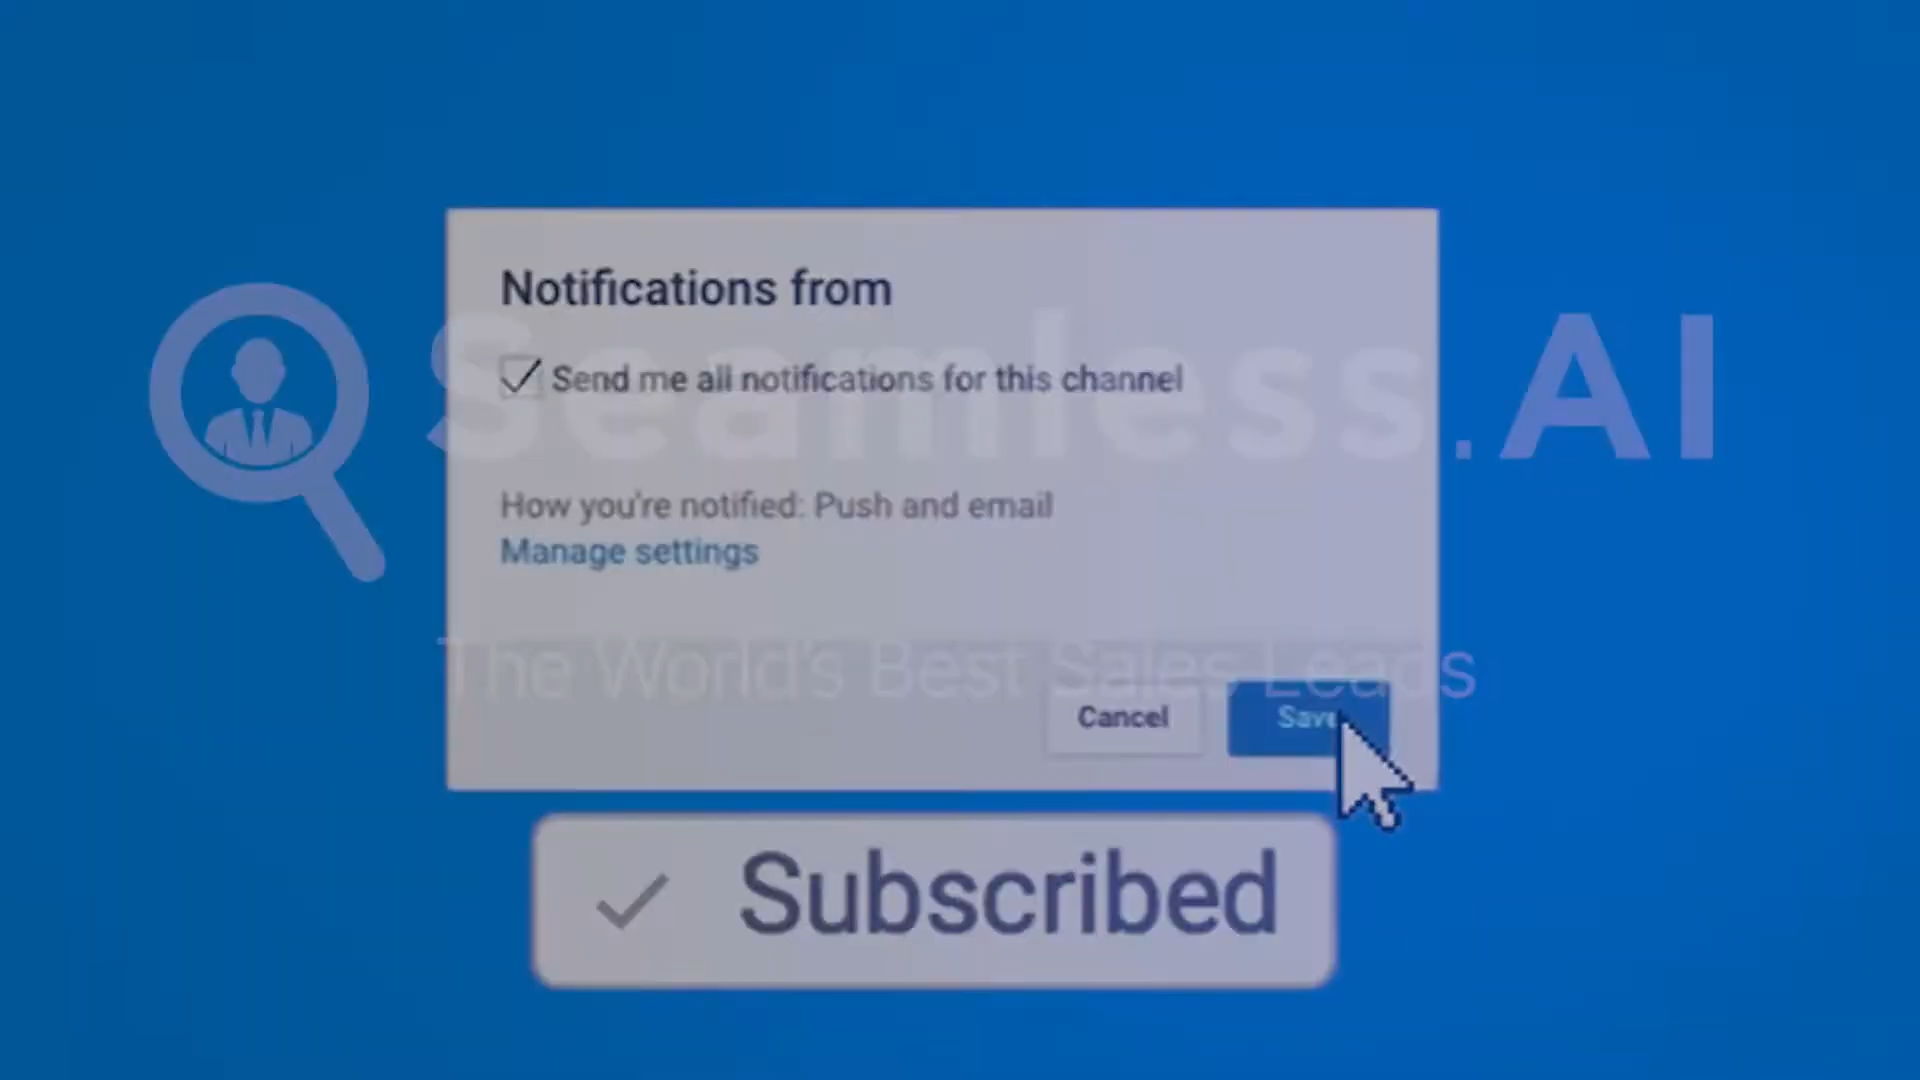 Notifications from
Seamless.AI
Send me all notifications for this channel
How you're notified: Push and email
Manage settings
The World's Best Sales Leads
Cancel
Save
Subscribed